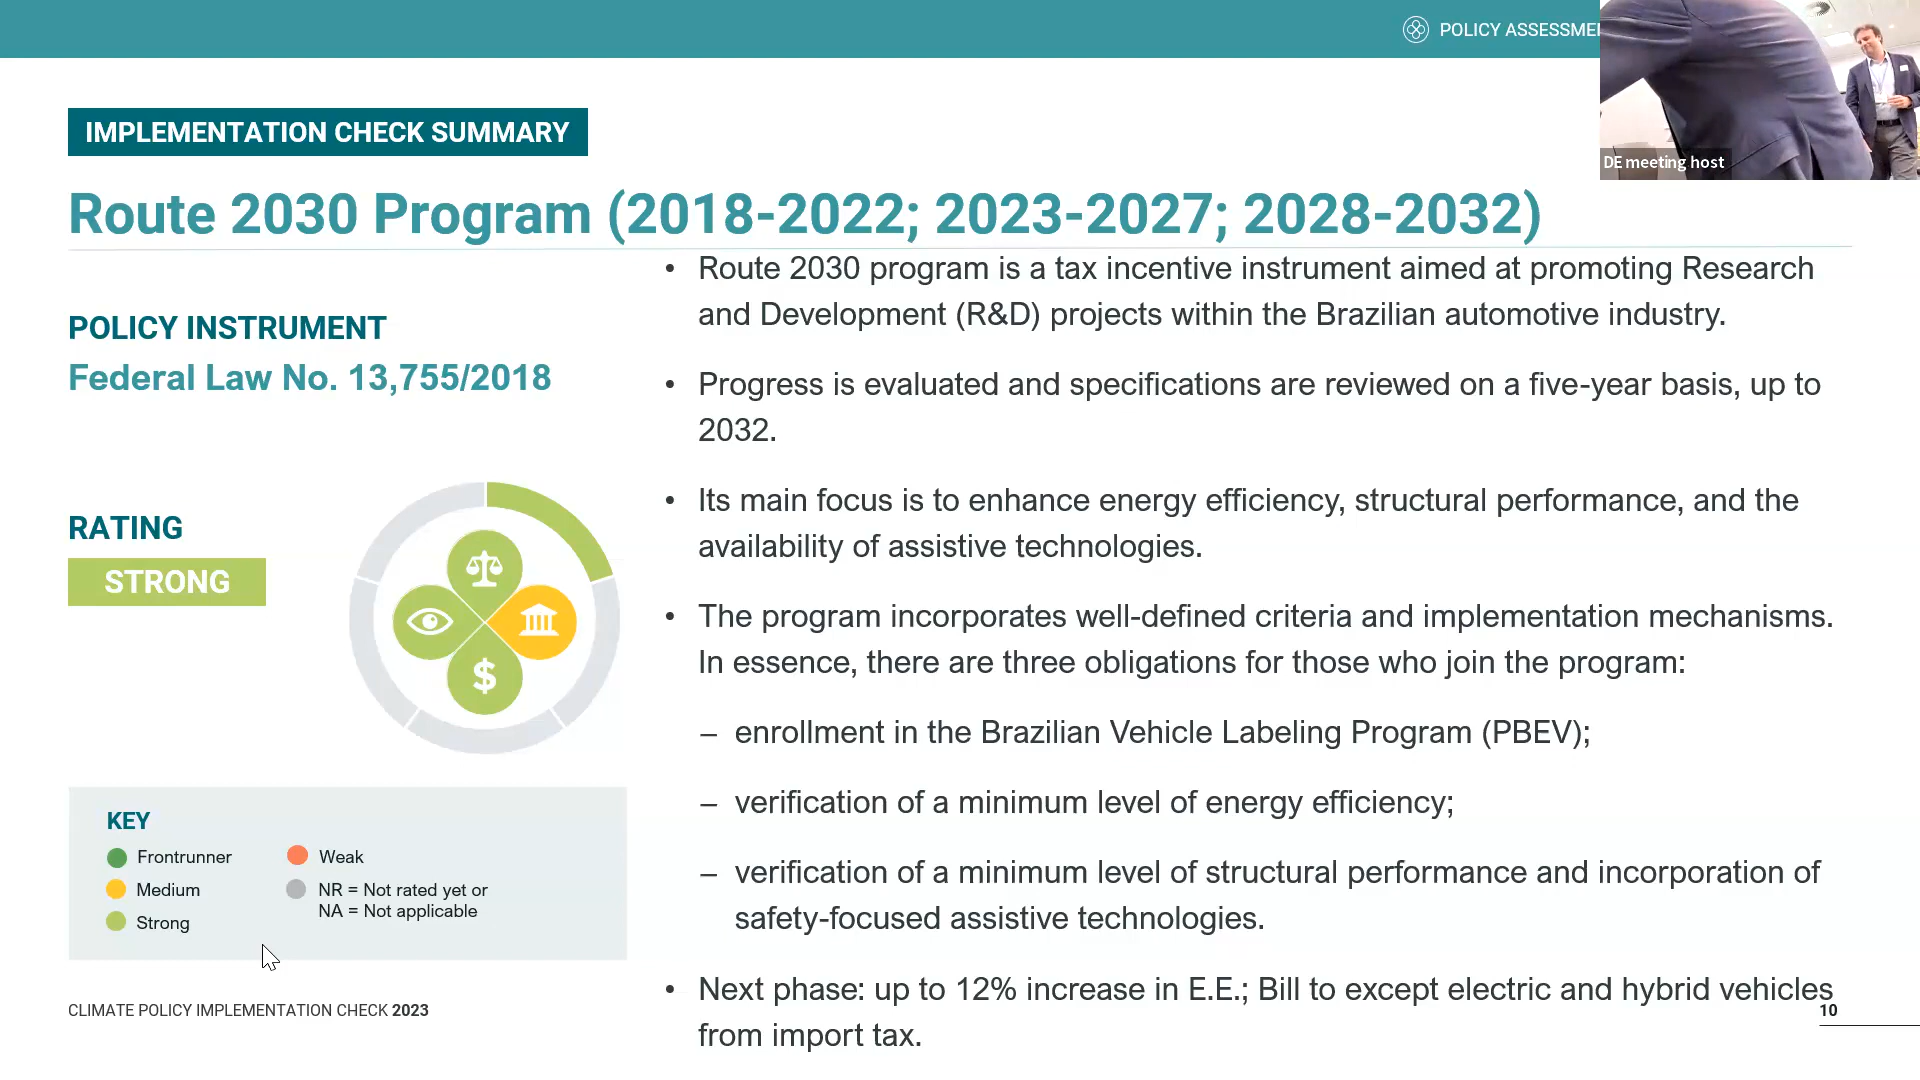 POLICY ASSESSME
DE meeting host
IMPLEMENTATION CHECK SUMMARY
Route 2030 Program (2018-2022; 2023-2027; 2028-2032)
POLICY INSTRUMENT
Federal Law No. 13,755/2018
RATING
STRONG
$
KEY
Frontrunner
Medium
Strong
Weak
NR = Not rated yet or
NA = Not applicable
• Route 2030 program is a tax incentive instrument aimed at promoting Research
and Development (R&D) projects within the Brazilian automotive industry.
• Progress is evaluated and specifications are reviewed on a five-year basis, up to
2032.
• Its main focus is to enhance energy efficiency, structural performance, and the
availability of assistive technologies.
• The program incorporates well-defined criteria and implementation mechanisms.
In essence, there are three obligations for those who join the program:
– enrollment in the Brazilian Vehicle Labeling Program (PBEV);
– verification of a minimum level of energy efficiency;
– verification of a minimum level of structural performance and incorporation of
safety-focused assistive technologies.
• Next phase: up to 12% increase in E.E.; Bill to except electric and hybrid vehicles
from import tax.
CLIMATE POLICY IMPLEMENTATION CHECK 2023
10